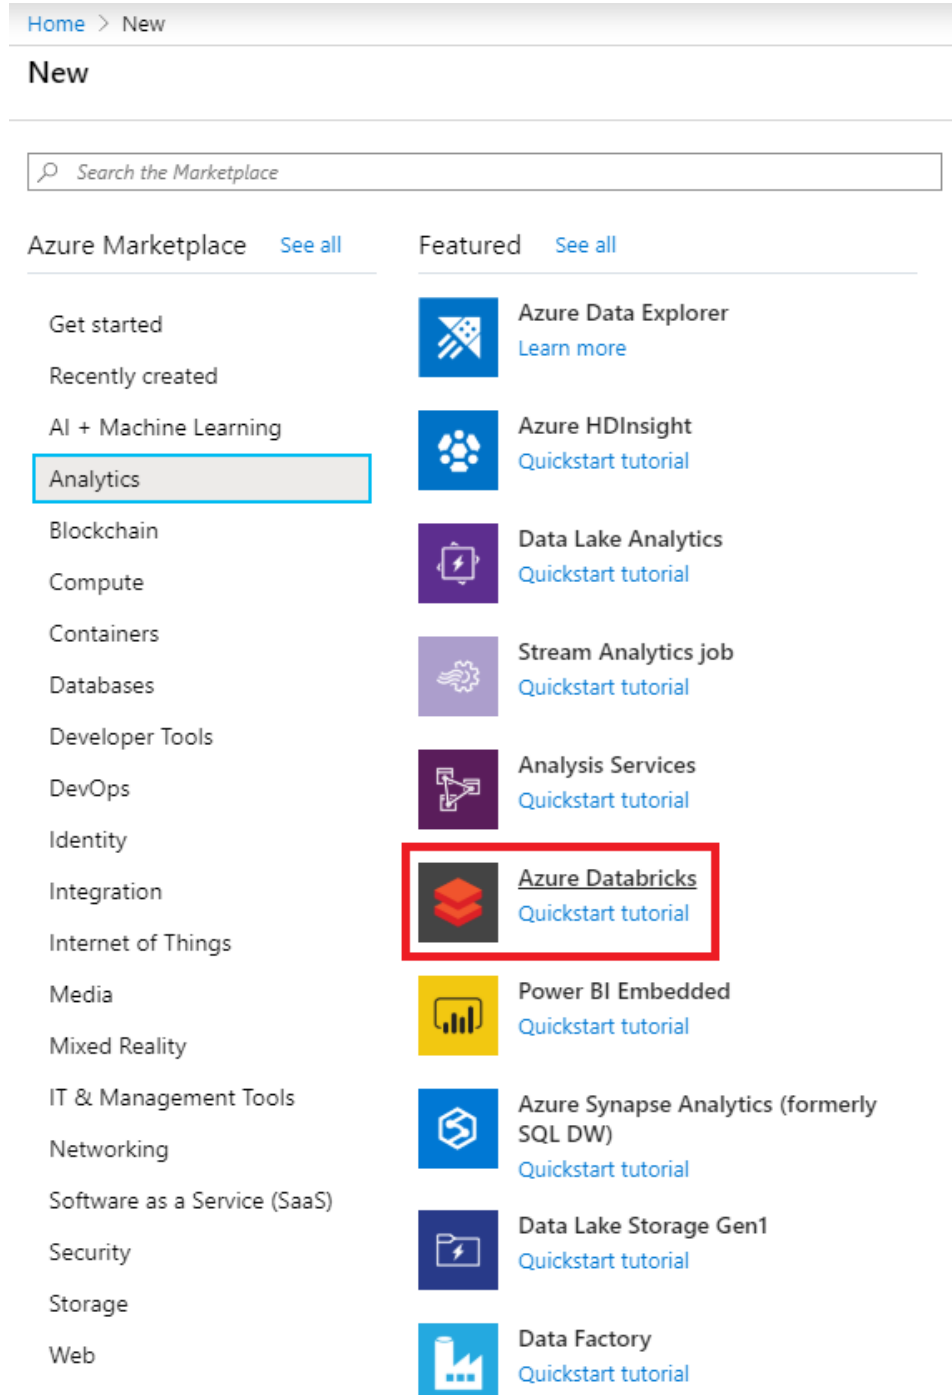 Home > New
New
Search the Marketplace
Azure Marketplace See all
Get started
Recently created
AI + Machine Learning
Analytics
Blockchain
Compute
Containers
Databases
Developer Tools
DevOps
Identity
Integration
Internet of Things
Media
Mixed Reality
IT & Management Tools
Networking
Software as a Service (SaaS)
Security
Storage
Web
Featured See all
Azure Data Explorer
Learn more
Azure HDInsight
Quickstart tutorial
Data Lake Analytics
Quickstart tutorial
Stream Analytics job
Quickstart tutorial
Analysis Services
Quickstart tutorial
Azure Databricks
Quickstart tutorial
Power BI Embedded
Quickstart tutorial
Azure Synapse Analytics (formerly
SQL DW)
Quickstart tutorial
Data Lake Storage Gen1
Quickstart tutorial
Data Factory
Quickstart tutorial